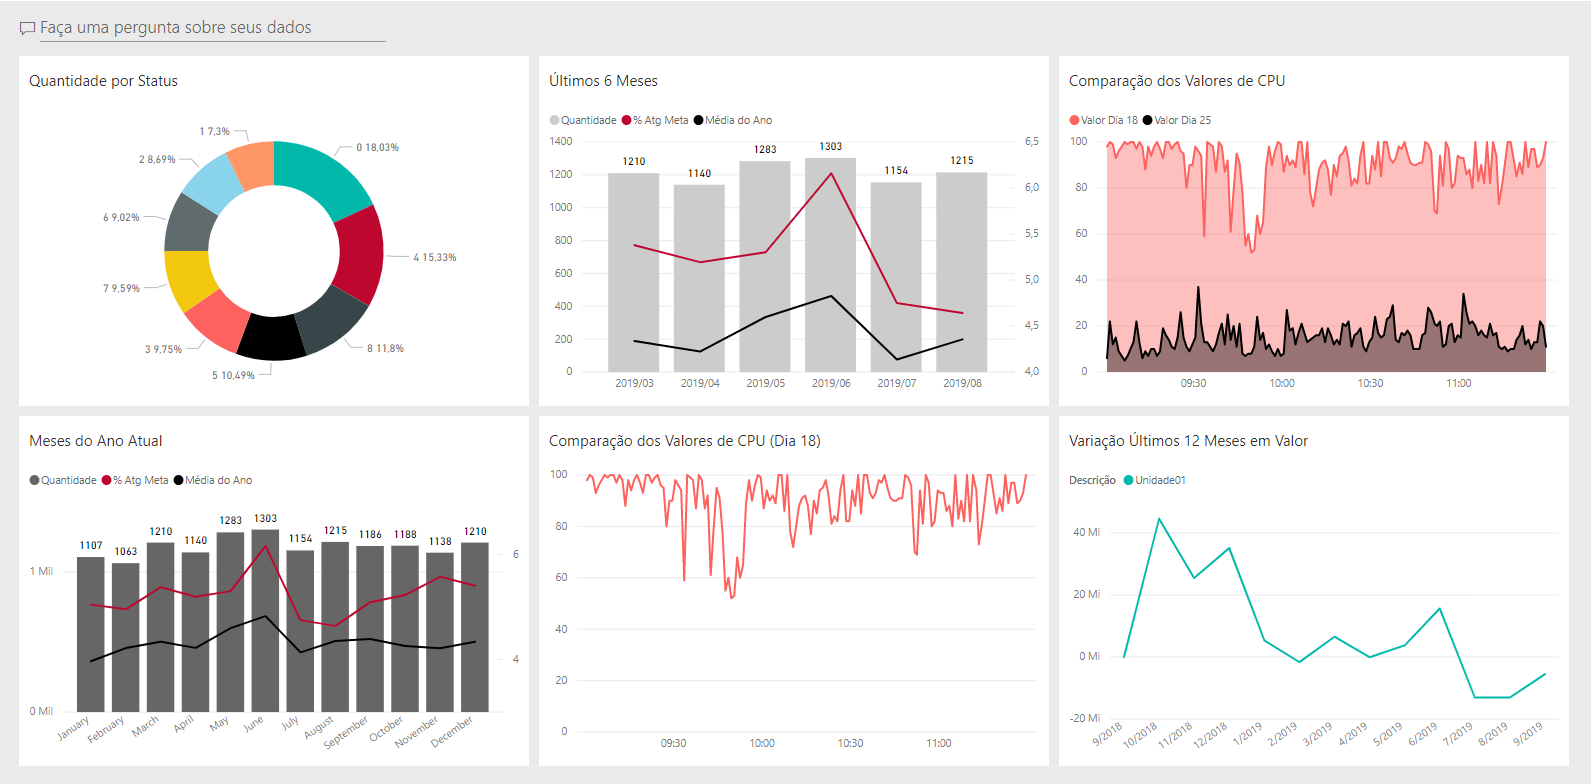 Faça uma pergunta sobre seus dados
Quantidade por Status
1 7,3%
0 18,03%
2 8,69%
6 9,02%
4 15,33%
7 9,59%
3 9,75%
8 11,8%
5 10,49%
Últimos 6 Meses
Quantidade % Atg Meta Média do Ano
1400 6,5
1283 1303
1210 1140 1154 1215
1200 6,0
1000
800 5,5
600 5,0
400
200 4,5
0 4,0
2019/03 2019/04 2019/05 2019/06 2019/07 2019/08
Comparação dos Valores de CPU
Valor Dia 18 Valor Dia 25
100
80
60
40
20
0
09:30 10:00 10:30 11:00
Meses do Ano Atual
Quantidade % Atg Meta Média do Ano
1107 1063 1210 1140 1283 1303 1154 1215 1186 1188 1138 1210
6
1 Mil
4
0 Mil
January February March April May June July August September October November December
Comparação dos Valores de CPU (Dia 18)
100
80
60
40
20
0
09:30 10:00 10:30 11:00
Variação Últimos 12 Meses em Valor
Descrição Unidade01
40 Mi
20 Mi
0 Mi
-20 Mi
9/2018 10/2018 11/2018 12/2018 1/2019 2/2019 3/2019 4/2019 5/2019 6/2019 7/2019 8/2019 9/2019